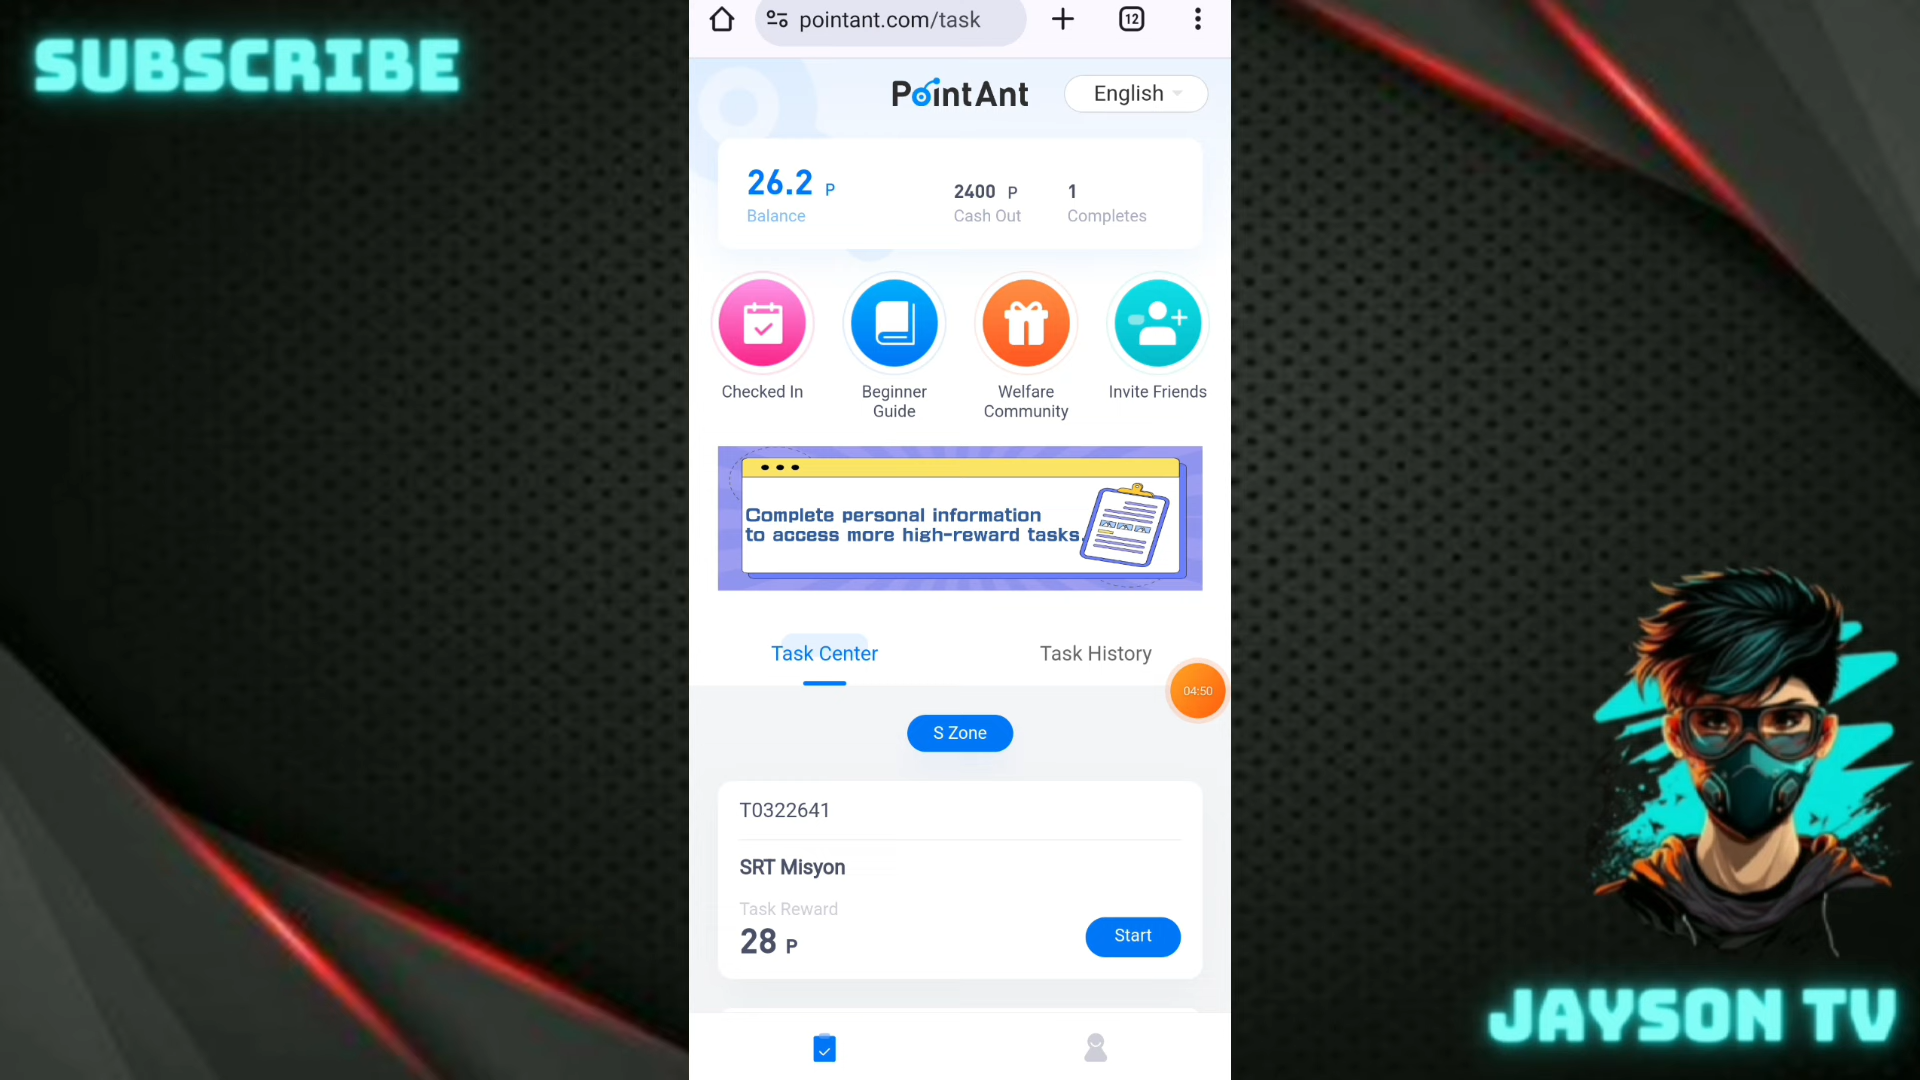 SUBSCRIBE
pointant.com/task
12
PointAnt
English
26.2 P
Balance
2400 P
Cash Out
1
Completes
Checked In
Beginner
Guide
Welfare
Community
Invite Friends
Complete personal information
to access more high-reward tasks.
Task Center
Task History
04:50
S Zone
T0322641
SRT Misyon
Task Reward
28 P
Start
JAYSON TV